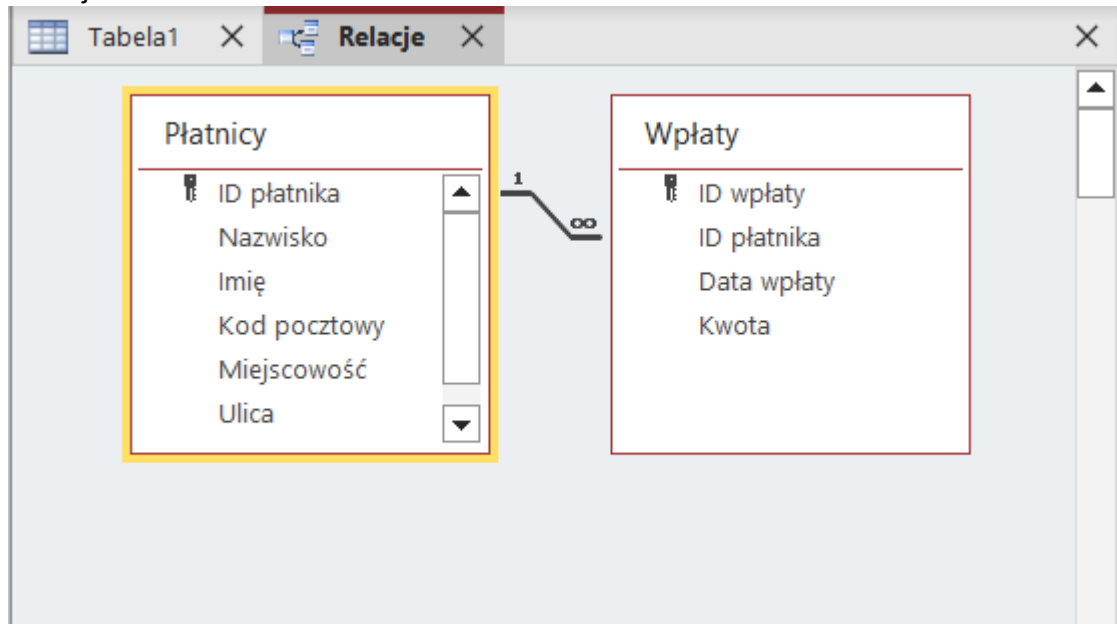 Tabela1 Relacje
Płatnicy
ID płatnika
Nazwisko
Imię
Kod pocztowy
Miejscowość
Ulica
1
∞
Wpłaty
ID wpłaty
ID płatnika
Data wpłaty
Kwota